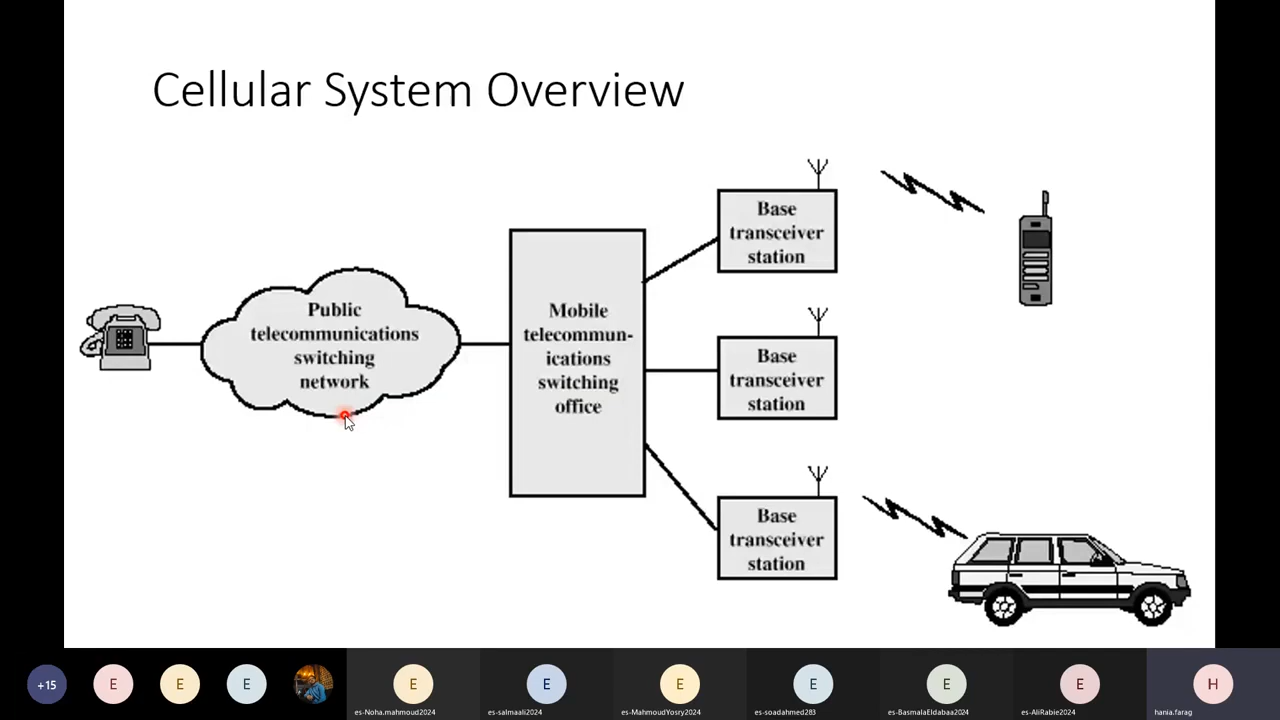 Cellular System Overview
Public
telecommunications
switching
network
Mobile
telecommun-
ications
switching
office
Base
transceiver
station
Base
transceiver
station
Base
transceiver
station
+15
E
E
E
E
E
E
E
E
E
H
es-Noha.mahmoud2024
es-salmaali2024
es-MahmoudYosry2024
es-soadahmed283
es-BasmalaEldabaa2024
es-AliRabie2024
hania.farag